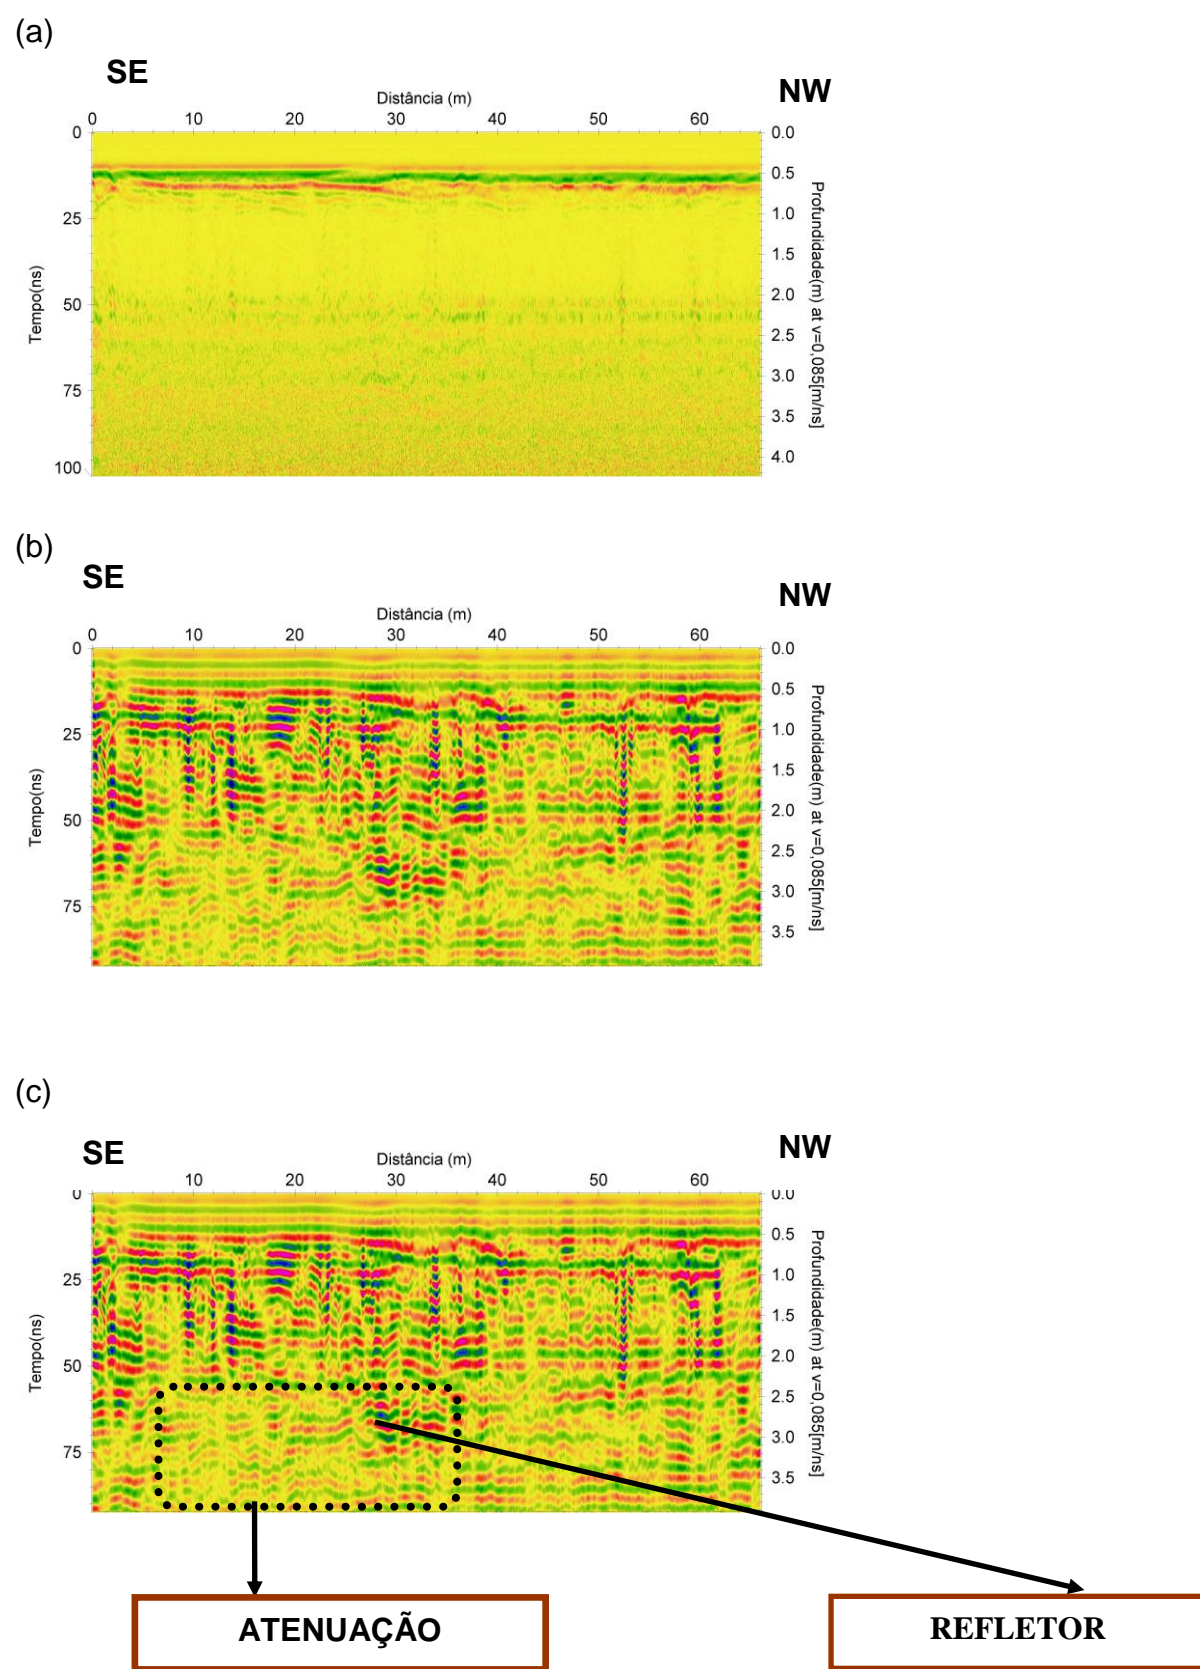 (a)
SE
NW
Distância (m)
0 10 20 30 40 50 60
0
25
50
75
100
Tempo(ns)
0.0
0.5
1.0
1.5
2.0
2.5
3.0
3.5
4.0
Profundidade(m) at v=0,085[m/ns]
(b)
SE
NW
Distância (m)
0 10 20 30 40 50 60
0
25
50
75
Tempo(ns)
0.0
0.5
1.0
1.5
2.0
2.5
3.0
3.5
Profundidade(m) at v=0,085[m/ns]
(c)
SE
NW
Distância (m)
10 20 30 40 50 60
0
25
50
75
Tempo(ns)
0.0
0.5
1.0
1.5
2.0
2.5
3.0
3.5
Profundidade(m) at v=0,085[m/ns]
ATENUAÇÃO
REFLETOR